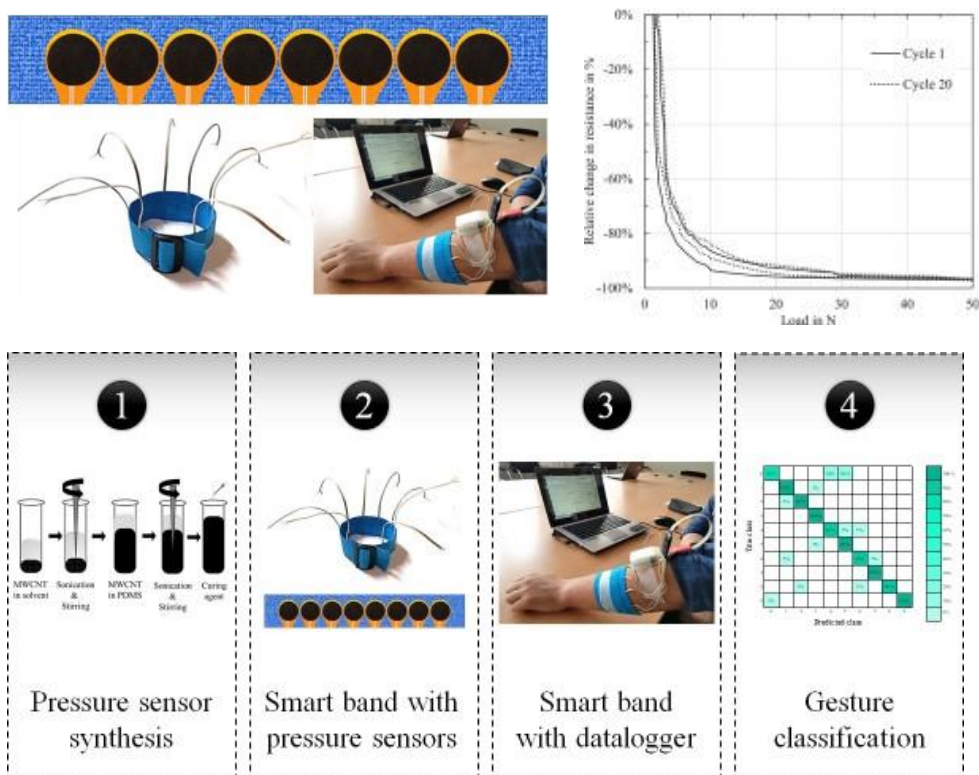 0%
-20%
-40%
-60%
-80%
-100%
Relative change in resistance in %
Cycle 1
Cycle 20
0
10
20
30
40
50
Load in N
1
MWCNT
in solvent
Sonication
&
Stirring
MWCNT
in PDMS
Sonication
&
Stirring
Curing
agent
Pressure sensor
synthesis
2
Smart band with
pressure sensors
3
Smart band
with datalogger
4
True class
Predicted class
Gesture
classification